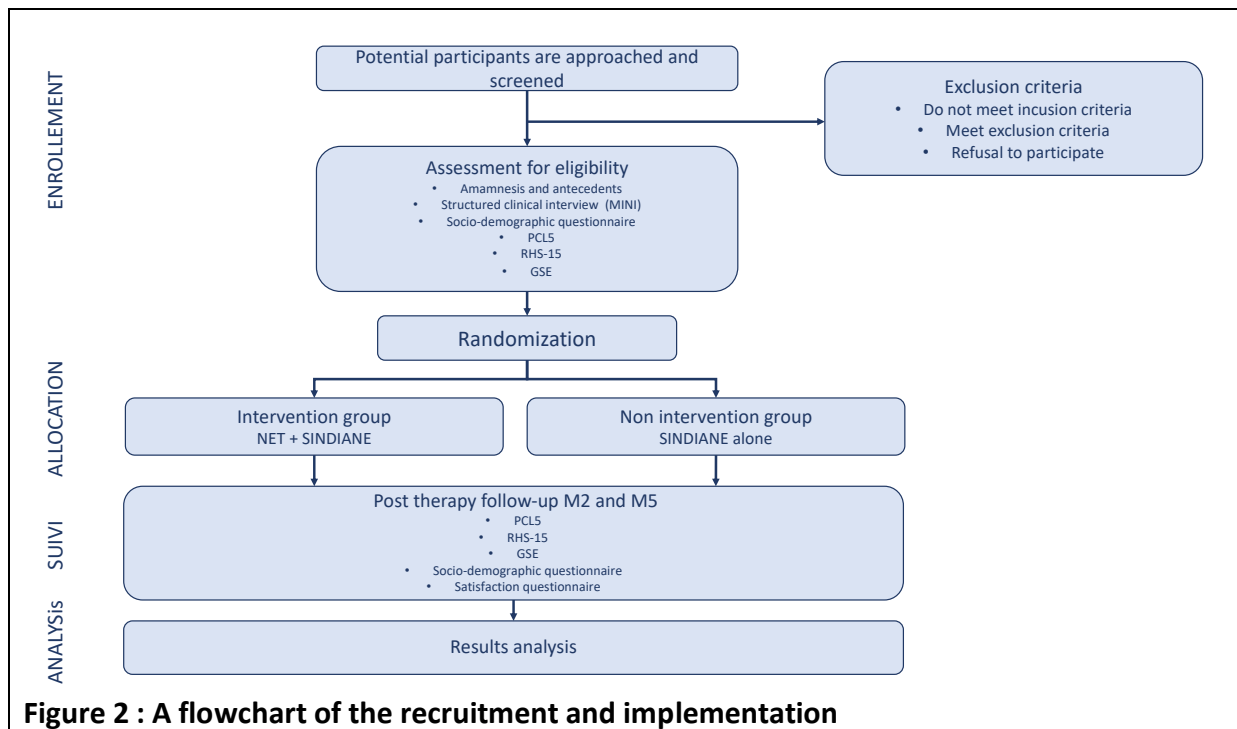 ENROLLEMENT
Potential participants are approached and
screened
Exclusion criteria
• Do not meet incusion criteria
• Meet exclusion criteria
• Refusal to participate
Assessment for eligibility
• Amamnesis and antecedents
• Structured clinical interview (MINI)
• Socio-demographic questionnaire
• PCL5
• RHS-15
• GSE
Randomization
ALLOCATION
Intervention group
NET + SINDIANE
Non intervention group
SINDIANE alone
SUIVI
Post therapy follow-up M2 and M5
• PCL5
• RHS-15
• GSE
• Socio-demographic questionnaire
• Satisfaction questionnaire
ANALYSis
Results analysis
Figure 2 : A flowchart of the recruitment and implementation